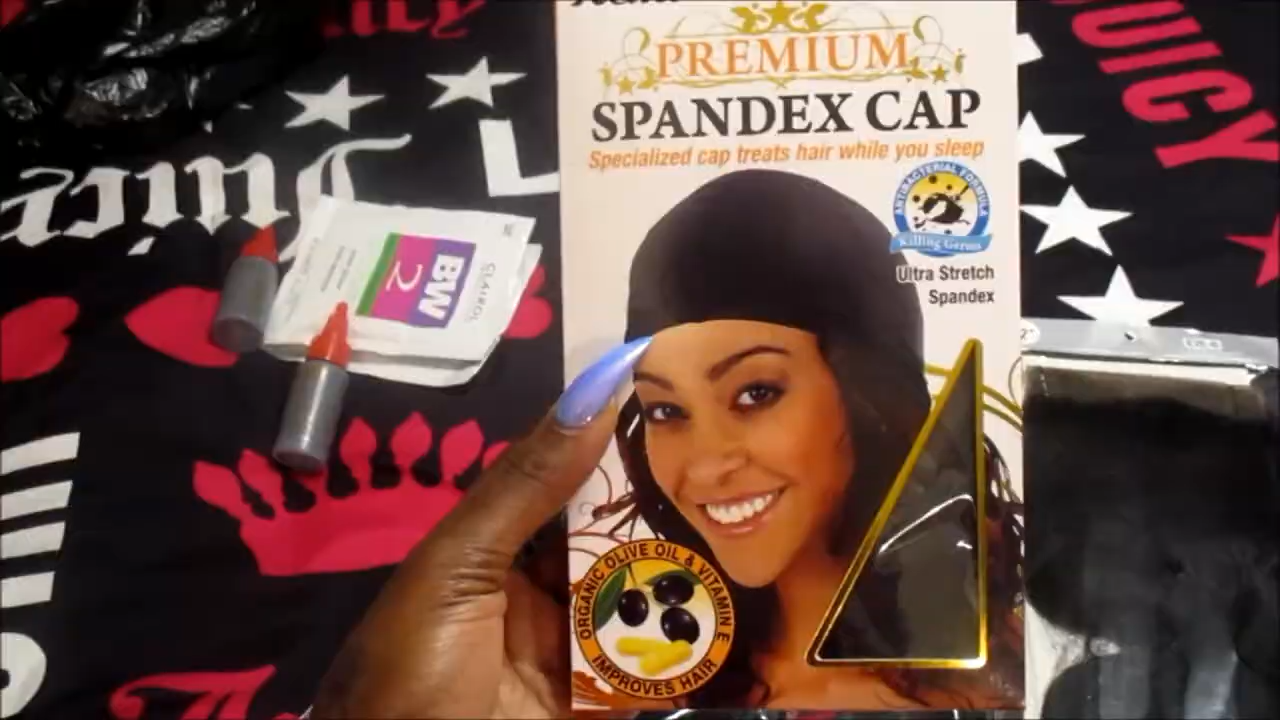 PREMIUM
SPANDEX CAP
Specialized cap treats hair while you sleep
ANTIBACTERIAL FORMULA
Killing Germs
Ultra Stretch
Spandex
ORGANIC OLIVE OIL & VITAMIN E
IMPROVES HAIR
CLAIROL
BW
2
Juicy
JUICY